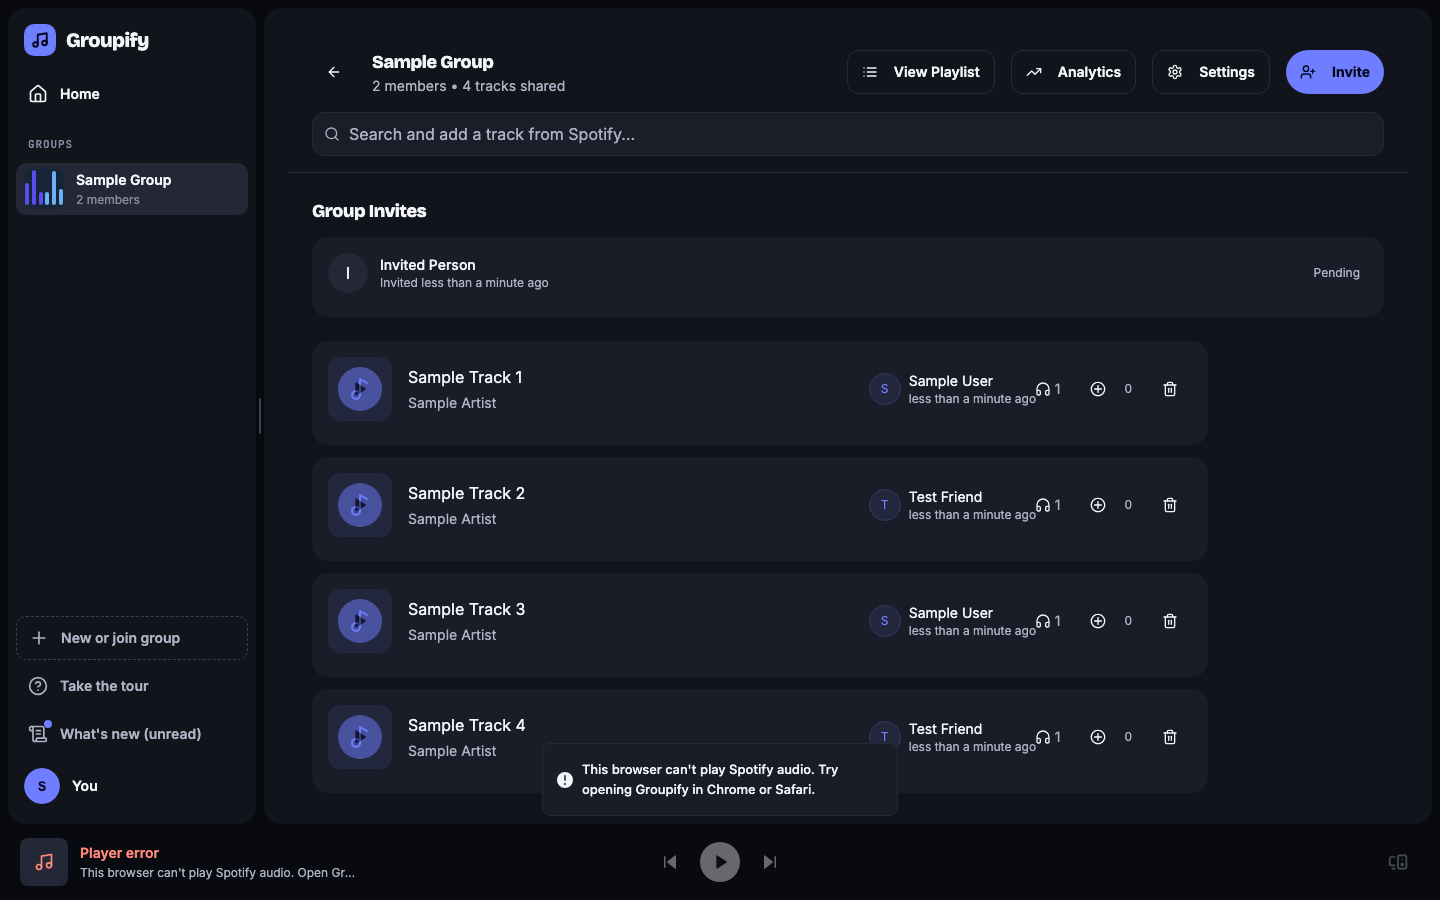 Groupify
Home
GROUPS
Sample Group
2 members
New or join group
Take the tour
What's new (unread)
S
You
Sample Group
2 members • 4 tracks shared
View Playlist
Analytics
Settings
Invite
Search and add a track from Spotify...
Group Invites
I
Invited Person
Invited less than a minute ago
Pending
Sample Track 1
Sample Artist
S
Sample User
less than a minute ago
1
0
Sample Track 2
Sample Artist
T
Test Friend
less than a minute ago
1
0
Sample Track 3
Sample Artist
S
Sample User
less than a minute ago
1
0
Sample Track 4
Sample Artist
T
Test Friend
less than a minute ago
1
0
This browser can't play Spotify audio. Try
opening Groupify in Chrome or Safari.
Player error
This browser can't play Spotify audio. Open Gr...